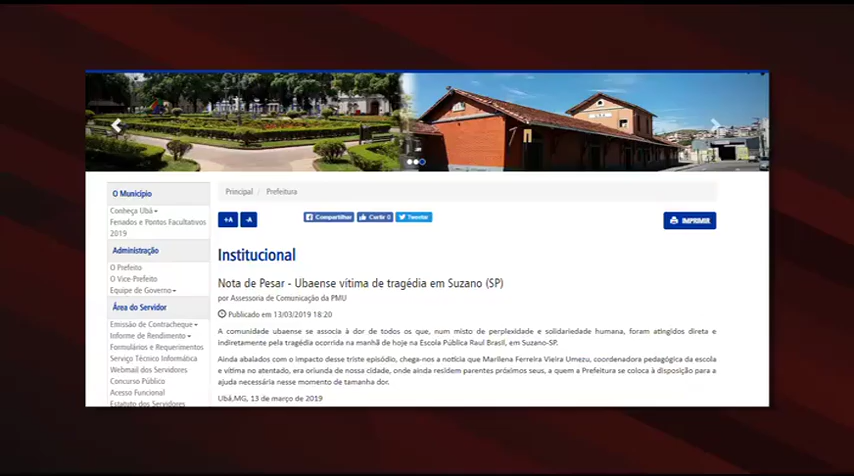 O Município
Conheça Ubá
Feriados e Pontos Facultativos
2019
Administração
O Prefeito
O Vice-Prefeito
Equipe de Governo
Área do Servidor
Emissão de Contracheque
Informe de Rendimento
Formulários e Requerimentos
Serviço Técnico Informática
Webmail dos Servedores
Concurso Público
Acesso Funcional
Estatuto dos Servidores
Principal / Prefeitura
+A -A Compartilhar Curtir 0 Tweetar IMPRIMIR
Institucional
Nota de Pesar - Ubaense vítima de tragédia em Suzano (SP)
por Assessoria de Comunicação da PMU
Publicado em 13/03/2019 18:20
A comunidade ubaense se associa à dor de todos os que, num misto de perplexidade e solidariedade humana, foram atingidos direta e
indiretamente pela tragédia ocorrida na manhã de hoje na Escola Pública Raul Brasil, em Suzano-SP.
Ainda abalados com o impacto desse triste episódio, chega-nos a notícia que Marilena Ferreira Vieira Umezu, coordenadora pedagógica da escola
e vítima no atentado, era oriunda de nossa cidade, onde ainda residem parentes próximos seus, a quem a Prefeitura se coloca à disposição para a
ajuda necessária nesse momento de tamanha dor.
Ubá,MG, 13 de março de 2019